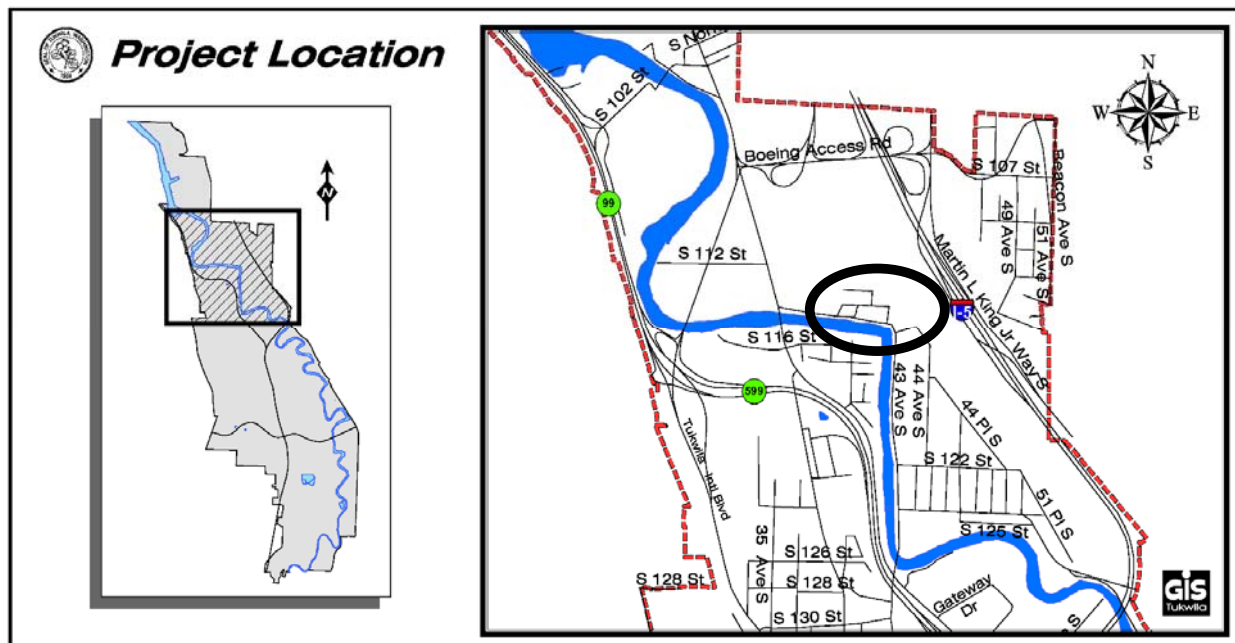 Project Location
N
S Norf
S 102 St
N
W E
S
Boeing Access Rd
S 107 St
Beacon Ave S
99
49 Ave S
51 Ave S
S 112 St
Martin L King Jr Way S
I-5
S 116 St
43 Ave S
44 Ave S
599
44 Pl S
Tukwila Intl Blvd
S 122 St
51 Pl S
S 125 St
35 Ave S
S 126 St
S 128 St
S 128 St
Gateway
Dr
S 130 St
S
GIS
Tukwila